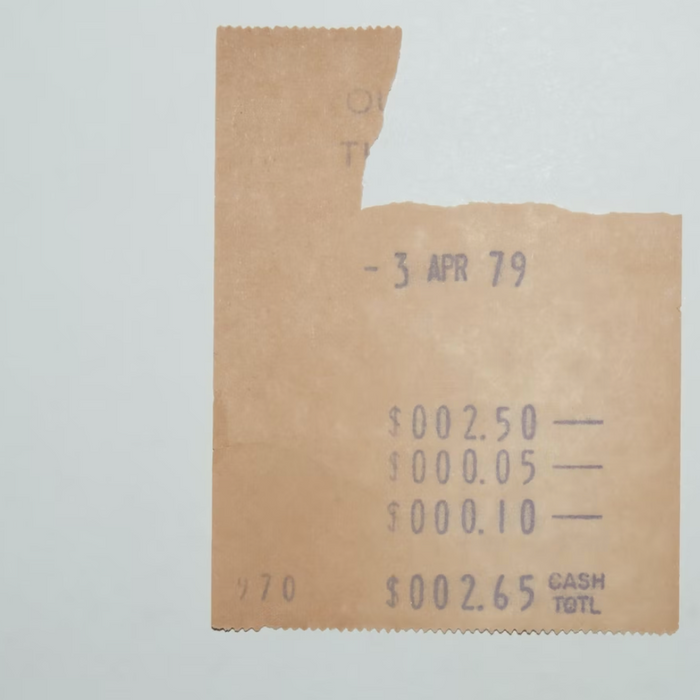 - 3 APR 79
$002.50 —
$000.05 —
$000.10 —
970 $002.65 CASH TOTL